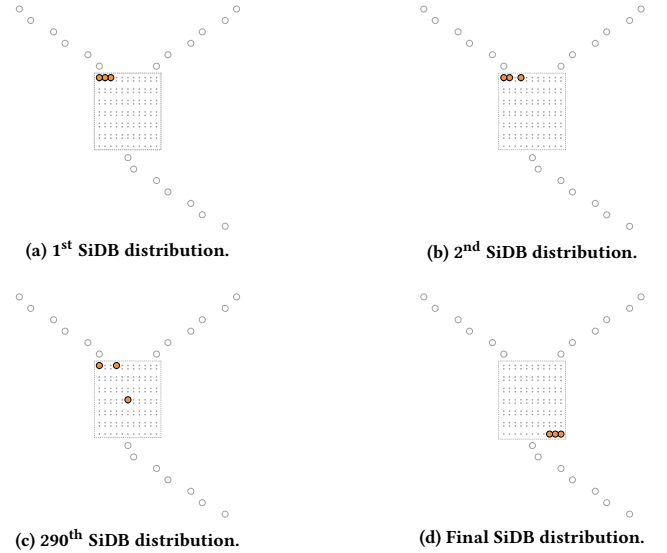 (a) 1st SiDB distribution.
(b) 2nd SiDB distribution.
(c) 290th SiDB distribution.
(d) Final SiDB distribution.